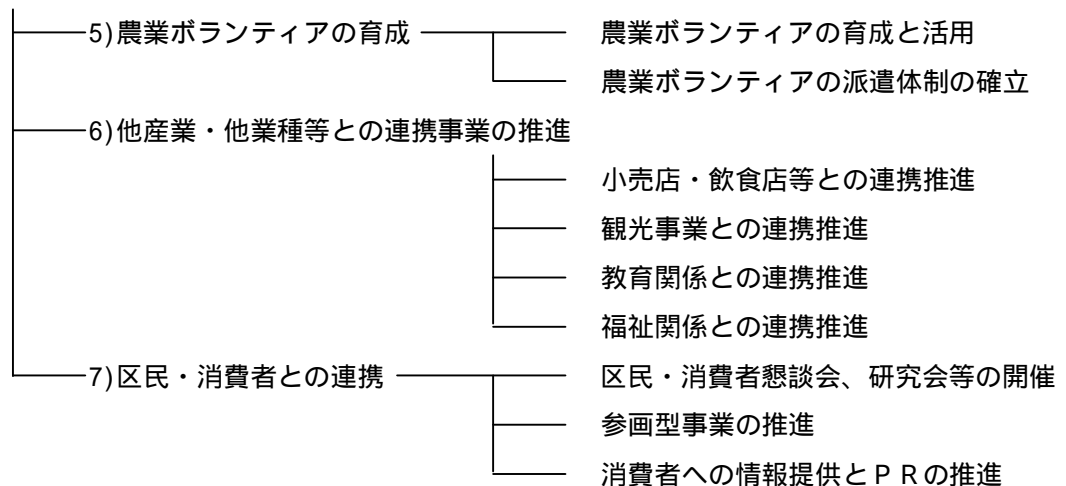 5)農業ボランティアの育成
農業ボランティアの育成と活用
農業ボランティアの派遣体制の確立
6)他産業・他業種等との連携事業の推進
小売店・飲食店等との連携推進
観光事業との連携推進
教育関係との連携推進
福祉関係との連携推進
7)区民・消費者との連携
区民・消費者懇談会、研究会等の開催
参画型事業の推進
消費者への情報提供とＰＲの推進